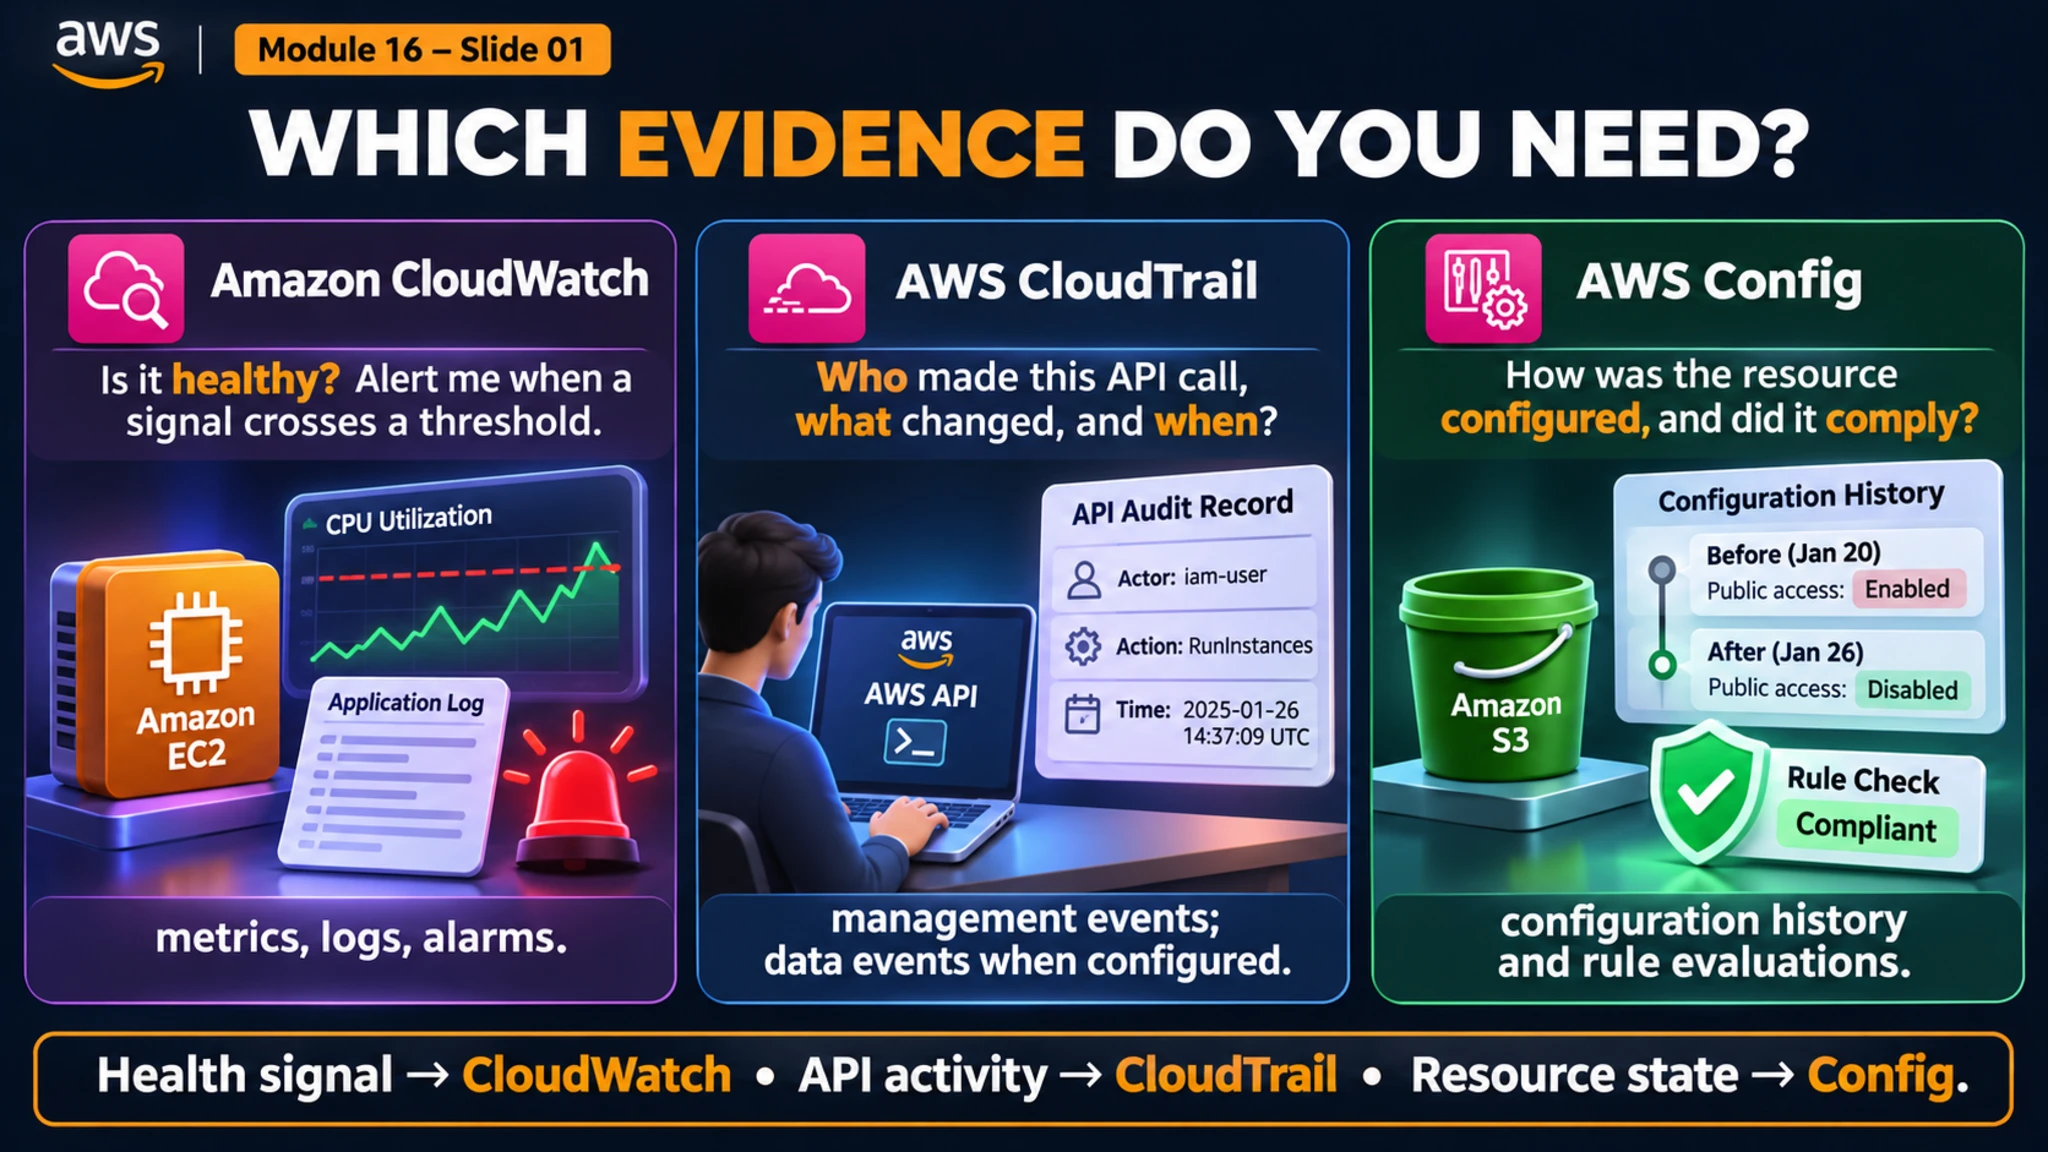 aws
Module 16 – Slide 01
WHICH EVIDENCE DO YOU NEED?
Amazon CloudWatch
Is it healthy? Alert me when a
signal crosses a threshold.
CPU Utilization
Amazon
EC2
Application Log
metrics, logs, alarms.
AWS CloudTrail
Who made this API call,
what changed, and when?
aws
AWS API
>_
API Audit Record
Actor: iam-user
Action: RunInstances
Time: 2025-01-26
14:37:09 UTC
management events;
data events when configured.
AWS Config
How was the resource
configured, and did it comply?
Configuration History
Before (Jan 20)
Public access: Enabled
After (Jan 26)
Public access: Disabled
Amazon
S3
Rule Check
Compliant
configuration history
and rule evaluations.
Health signal → CloudWatch • API activity → CloudTrail • Resource state → Config.